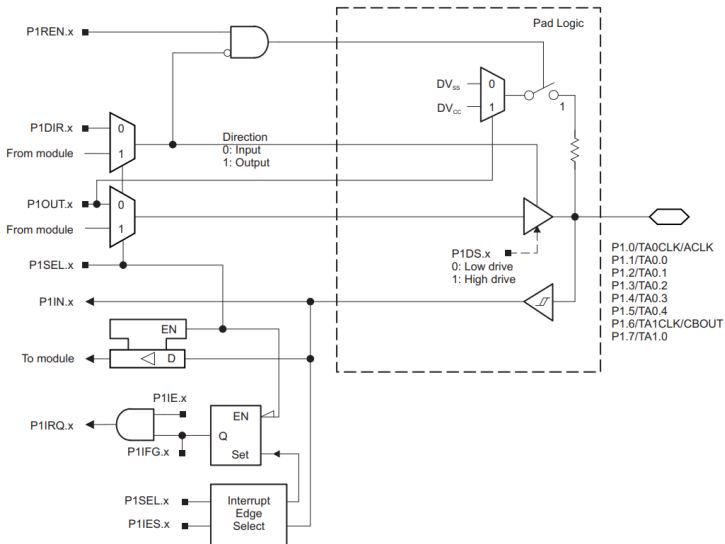 Pad Logic
P1REN.x
DVSS
0
DVCC
1
1
P1DIR.x
0
From module
1
Direction
0: Input
1: Output
P1OUT.x
0
From module
1
P1SEL.x
P1DS.x
0: Low drive
1: High drive
P1IN.x
EN
To module
D
P1.0/TA0CLK/ACLK
P1.1/TA0.0
P1.2/TA0.1
P1.3/TA0.2
P1.4/TA0.3
P1.5/TA0.4
P1.6/TA1CLK/CBOUT
P1.7/TA1.0
P1IE.x
EN
P1IRQ.x
Q
P1IFG.x
Set
P1SEL.x
P1IES.x
Interrupt
Edge
Select